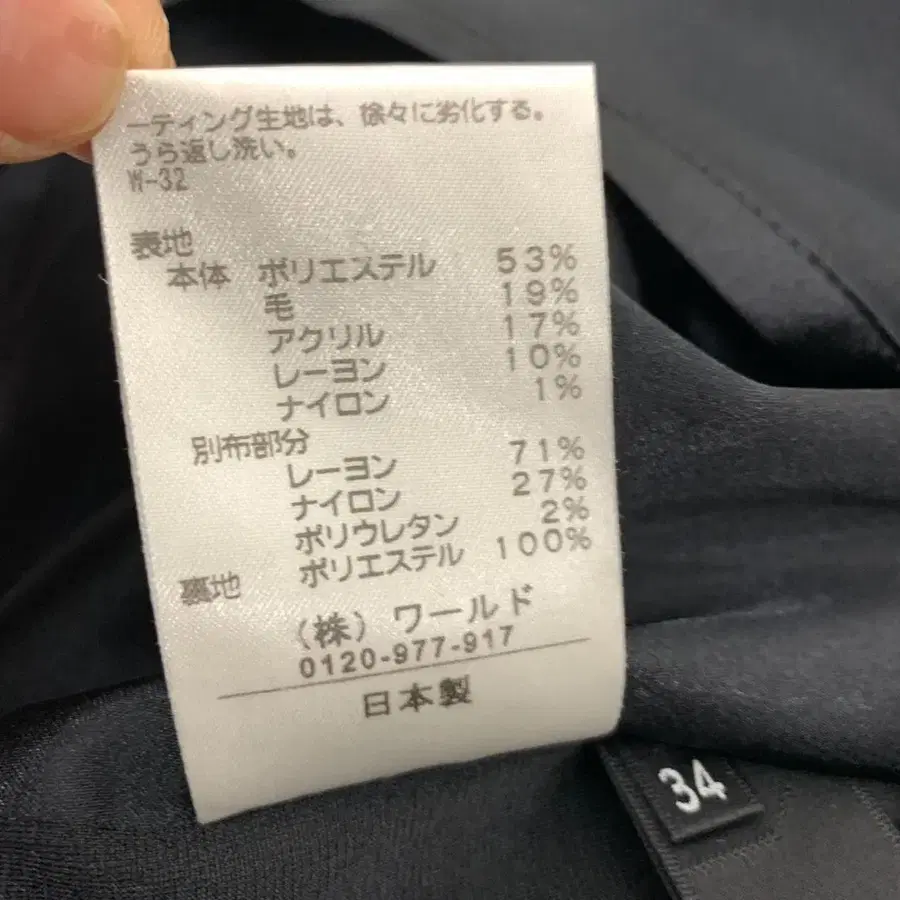 ーティング生地は、徐々に劣化する。
うら返し洗い。
W-32
表地
本体 ポリエステル 53%
毛 19%
アクリル 17%
レーヨン 10%
ナイロン 1%
別布部分
レーヨン 71%
ナイロン 27%
ポリウレタン 2%
裏地 ポリエステル 100%
(株) ワールド
0120-977-917
日本製
34